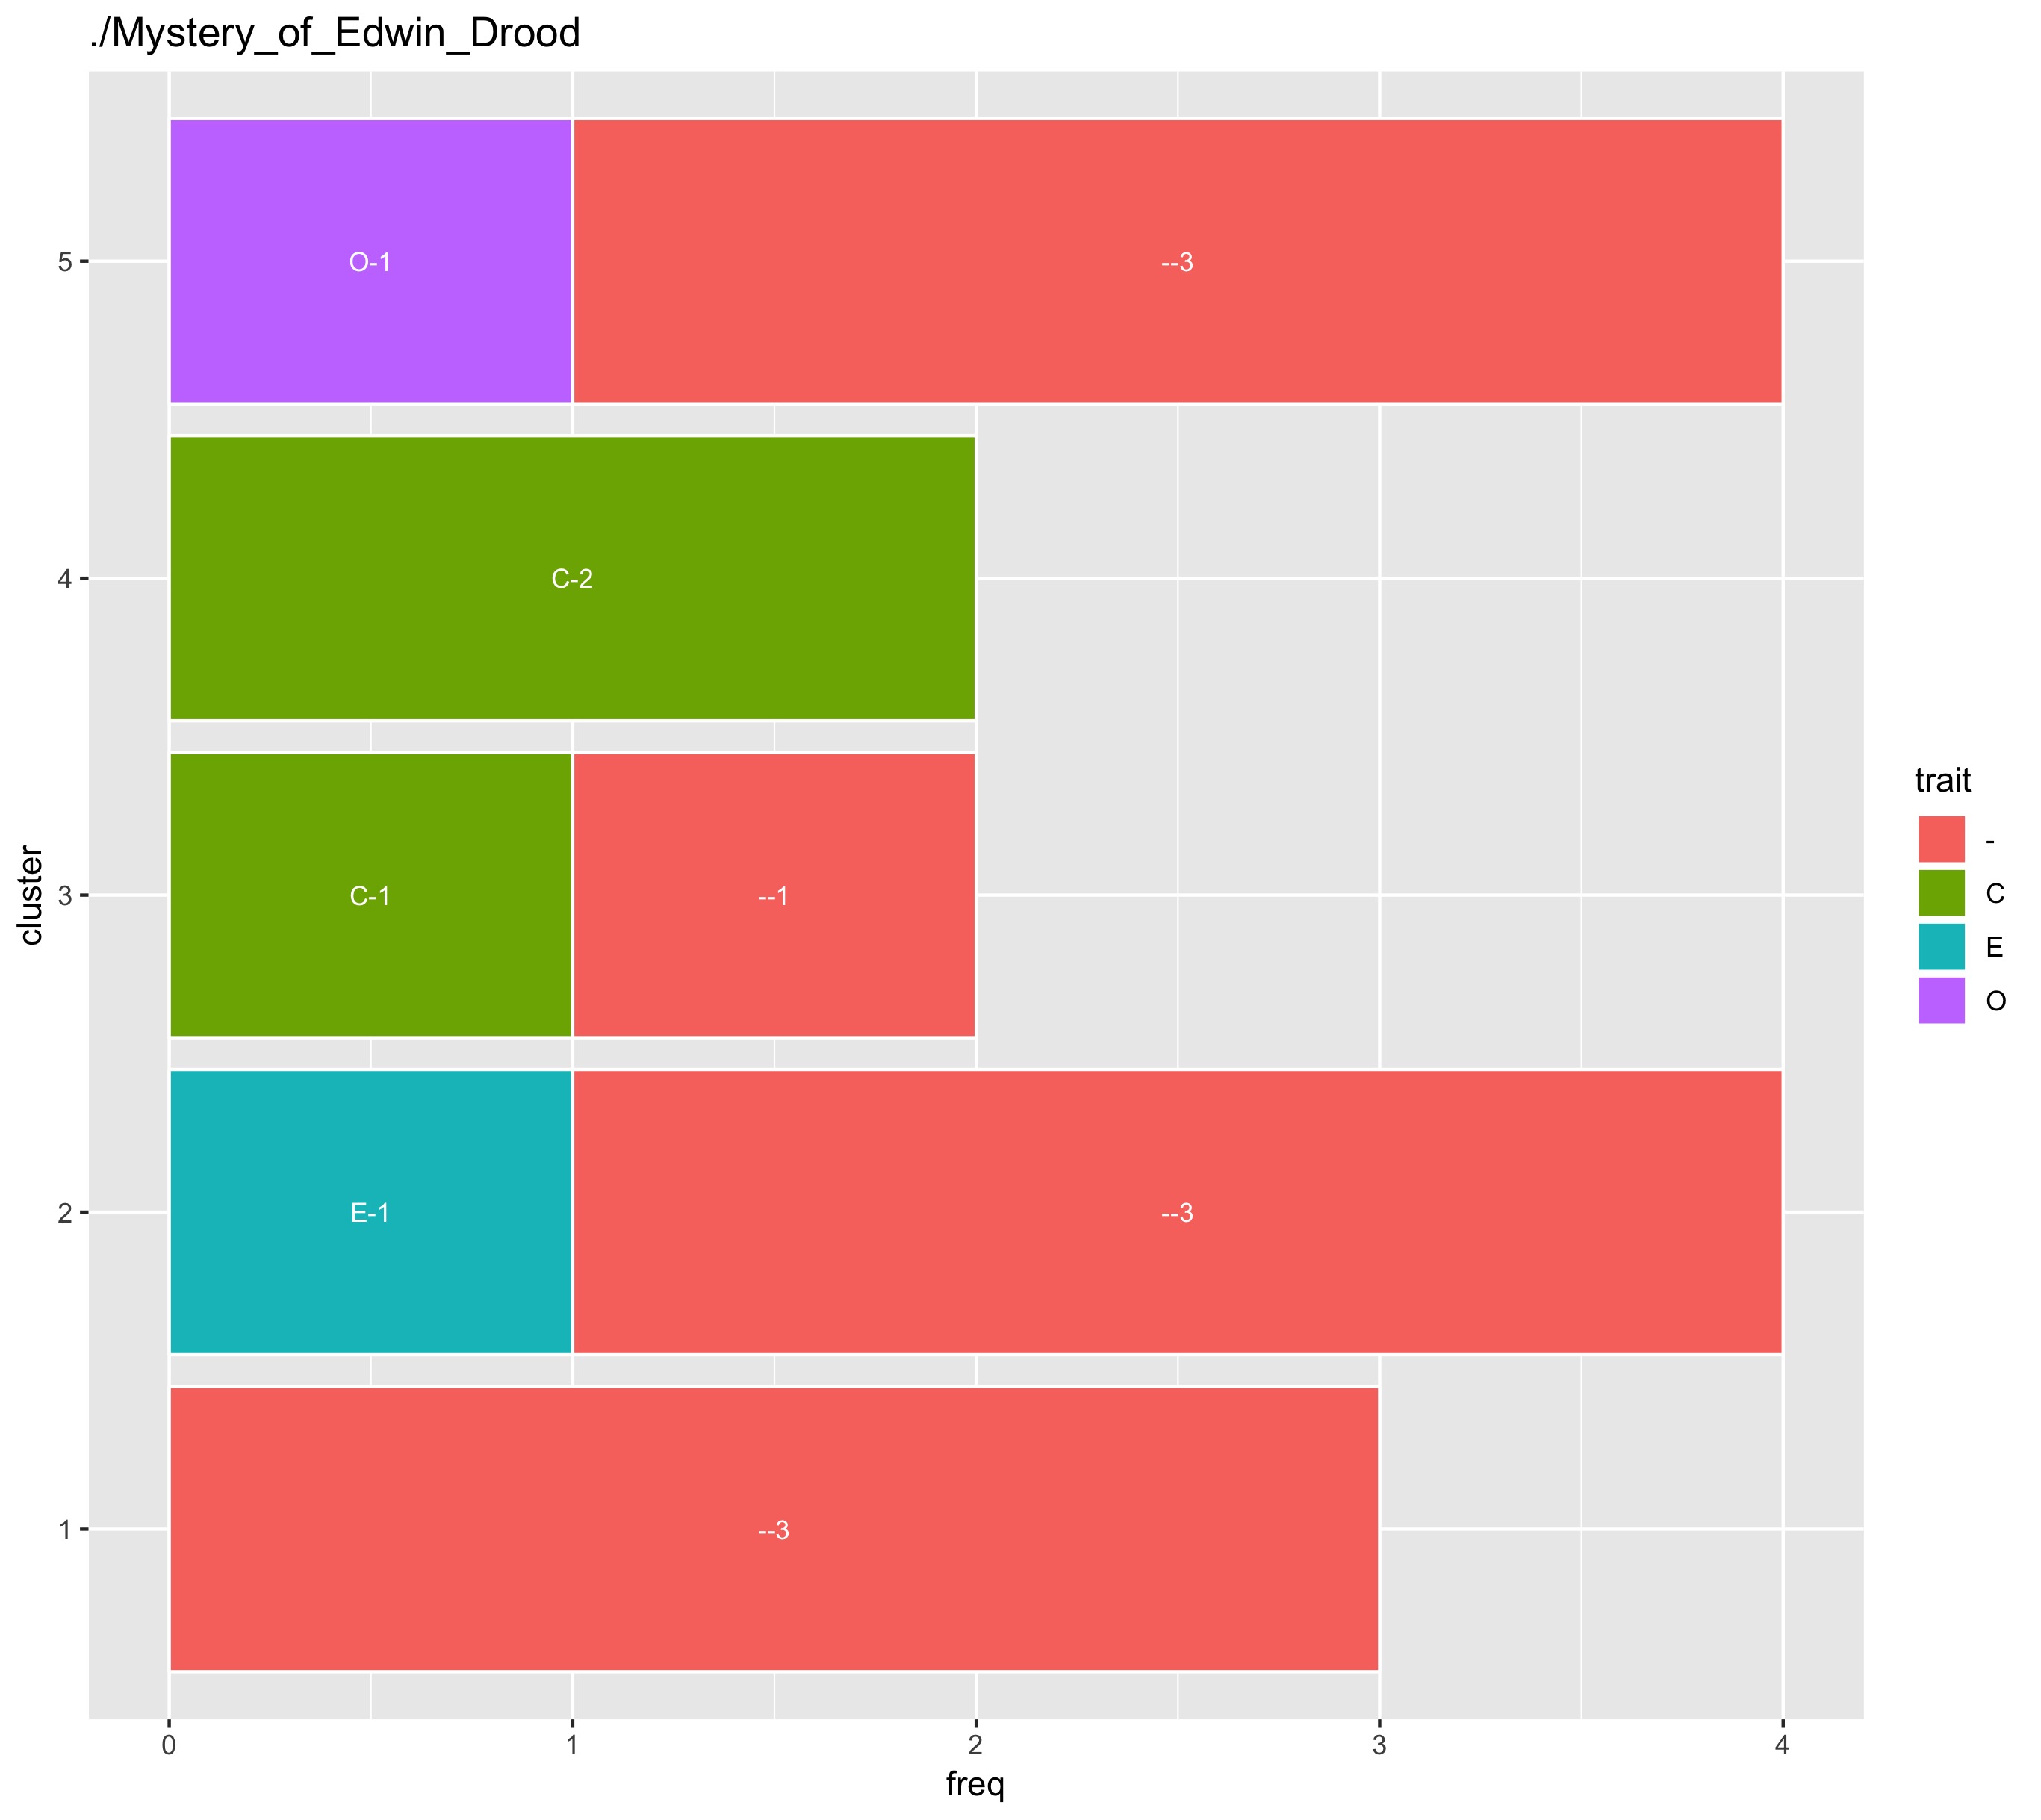 ./Mystery_of_Edwin_Drood
5
O-1
--3
4
C-2
3
C-1
--1
2
E-1
--3
1
--3
cluster
0
1
2
3
4
freq
trait
-
C
E
O